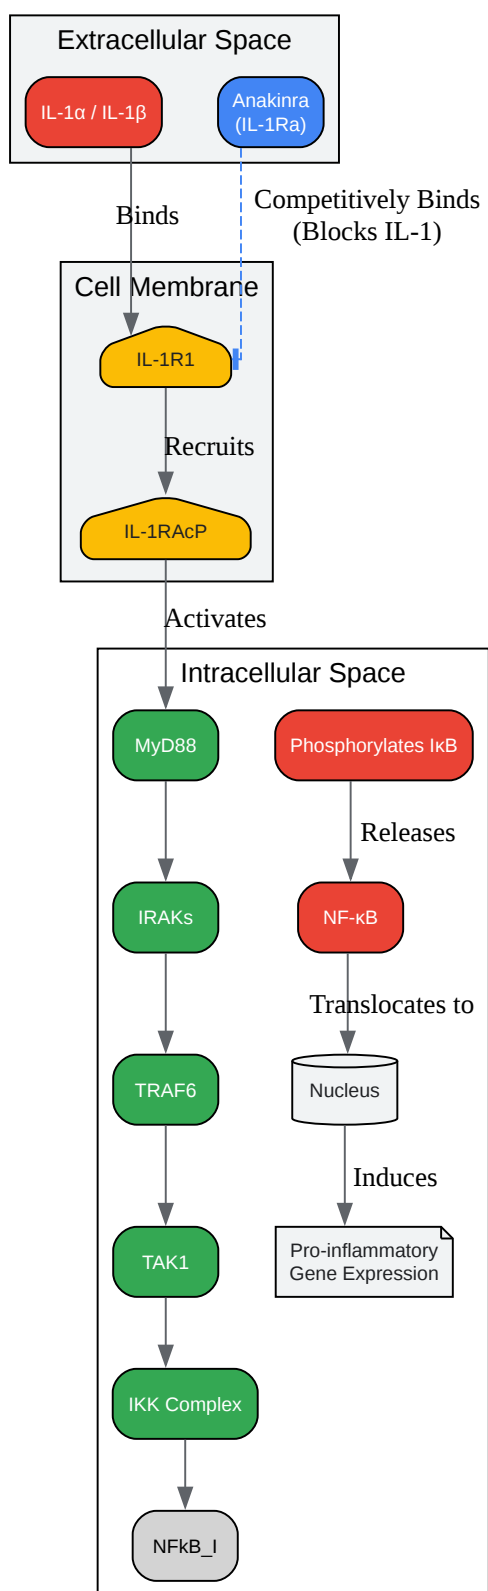 Extracellular Space
IL-1α / IL-1β
Anakinra
(IL-1Ra)
Binds
Competitively Binds
(Blocks IL-1)
Cell Membrane
IL-1R1
Recruits
IL-1RAcP
Activates
Intracellular Space
MyD88
Phosphorylates IκB
Releases
IRAKs
NF-κB
Translocates to
TRAF6
Nucleus
Induces
TAK1
Pro-inflammatory
Gene Expression
IKK Complex
NFkB_I